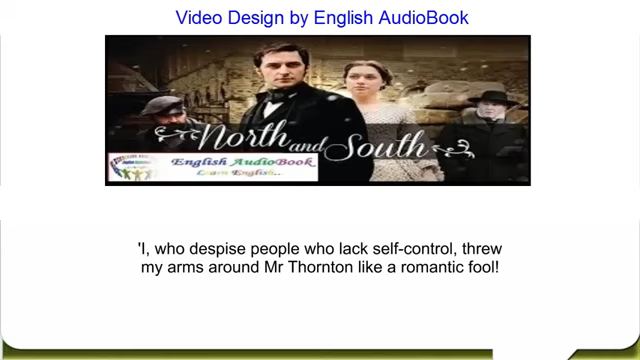 Video Design by English AudioBook
North and South
English AudioBook
Learn English...
'I, who despise people who lack self-control, threw
my arms around Mr Thornton like a romantic fool!